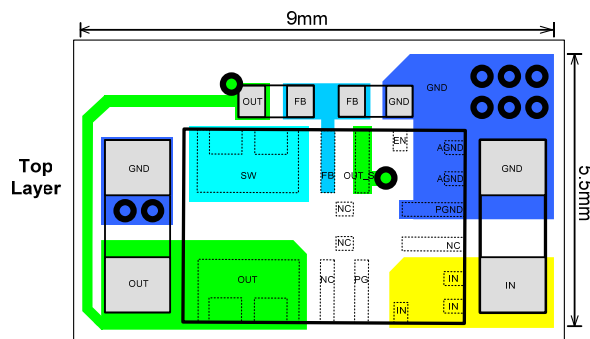 9mm
GND
OUT
FB
FB
GND
EN
AGND
Top
Layer
GND
SW
FB
OUT_S
AGND
GND
5.5mm
NC
PGND
NC
NC
OUT
OUT
NC
PG
IN
IN
IN
IN